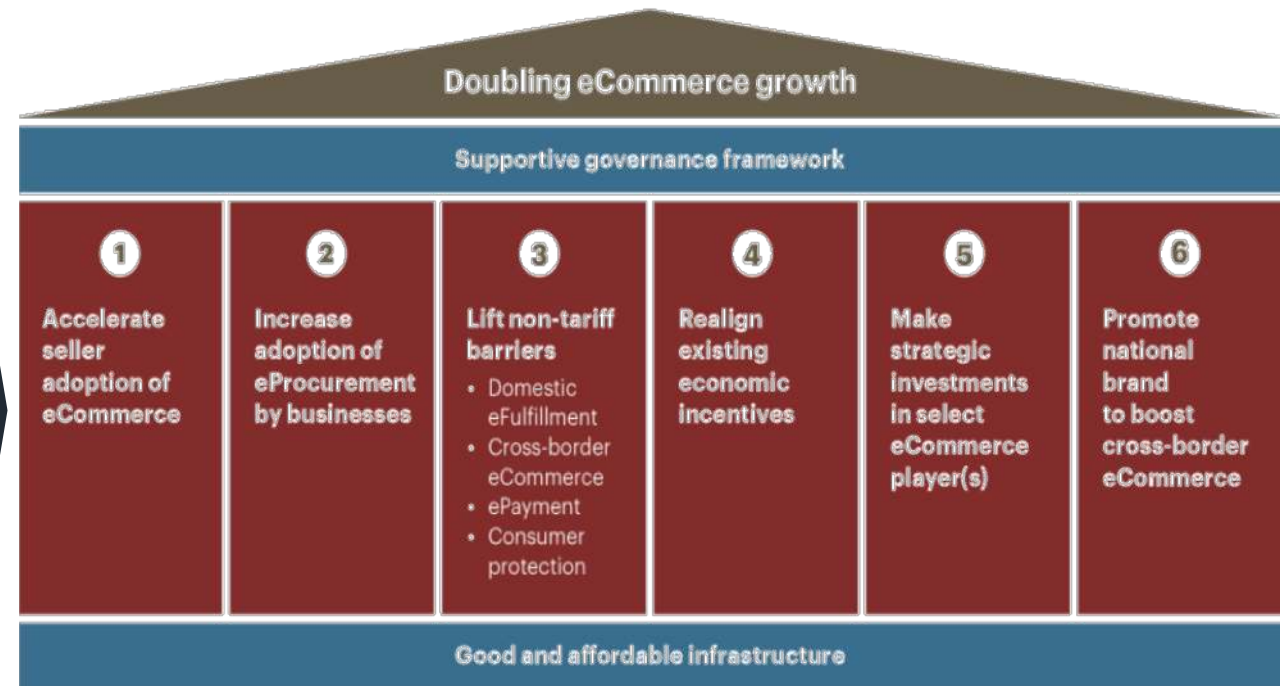 Doubling eCommerce growth
Supportive governance framework
1
Accelerate
seller
adoption of
eCommerce
2
Increase
adoption of
eProcurement
by businesses
3
Lift non-tariff
barriers
• Domestic
eFulfillment
• Cross-border
eCommerce
• ePayment
• Consumer
protection
4
Realign
existing
economic
incentives
5
Make
strategic
investments
in select
eCommerce
player(s)
6
Promote
national
brand
to boost
cross-border
eCommerce
Good and affordable infrastructure